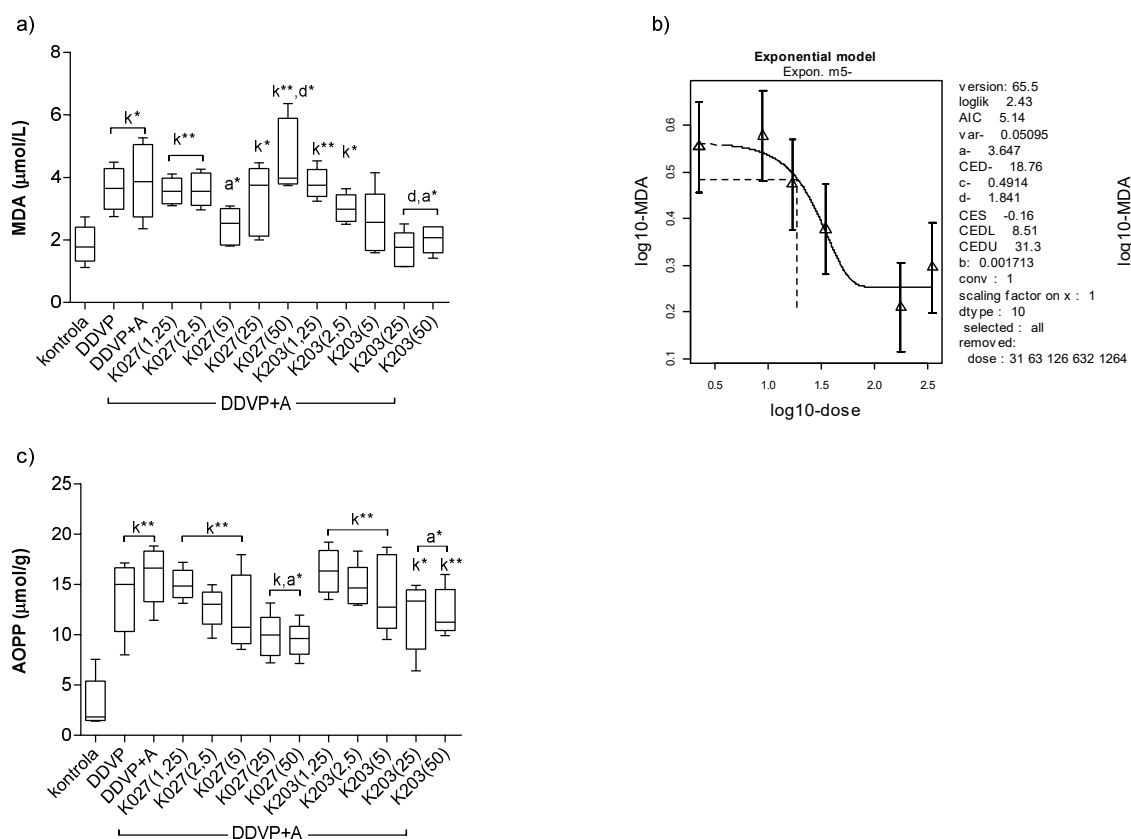 a)
8
6
4
2
0
MDA (μmol/L)
k*
k**
a*
k*
k**,d*
k**
k*
d,a*
kontrola
DDVP
DDVP+A
K027(1,25)
K027(2,5)
K027(5)
K027(25)
K027(50)
K203(1,25)
K203(2,5)
K203(5)
K203(25)
K203(50)
DDVP+A
b)
Exponential model
Expon. m5-
log10-MDA
0.6
0.5
0.4
0.3
0.2
0.1
0.5 1.0 1.5 2.0 2.5
log10-dose
version: 65.5
loglik 2.43
AIC 5.14
var- 0.05095
a- 3.647
CED- 18.76
c- 0.4914
d- 1.841
CES -0.16
CEDL 8.51
CEDU 31.3
b: 0.001713
conv : 1
scaling factor on x : 1
dtype : 10
selected : all
removed:
dose : 31 63 126 632 1264
log10-MDA
c)
25
20
15
10
5
0
AOPP (μmol/g)
k**
k**
k,a*
k**
a*
k*
k**
kontrola
DDVP
DDVP+A
K027(1,25)
K027(2,5)
K027(5)
K027(25)
K027(50)
K203(1,25)
K203(2,5)
K203(5)
K203(25)
K203(50)
DDVP+A